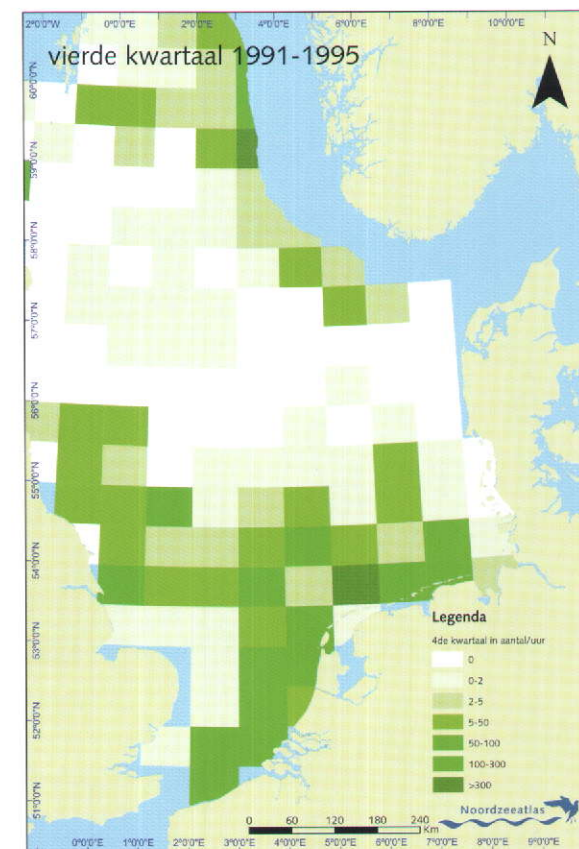 2°0'0"W 0°0'0"E 2°0'0"E 4°0'0"E 6°0'0"E 8°0'0"E 10°0'0"E
vierde kwartaal 1991-1995
N
60°0'0"N
59°0'0"N
58°0'0"N
57°0'0"N
56°0'0"N
55°0'0"N
54°0'0"N
53°0'0"N
52°0'0"N
51°0'0"N
Legenda
4de kwartaal in aantal/uur
0
0-2
2-5
5-50
50-100
100-300
>300
Noordzeeatlas
0 60 120 180 240
Km
0°0'0"E 1°0'0"E 2°0'0"E 3°0'0"E 4°0'0"E 5°0'0"E 6°0'0"E 7°0'0"E 8°0'0"E 9°0'0"E